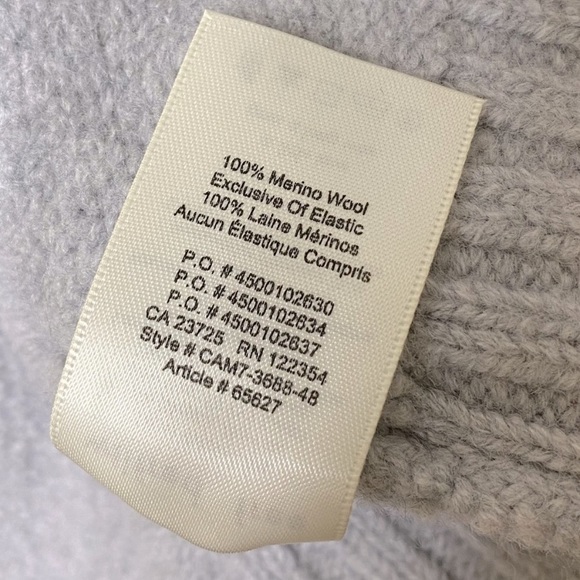 100% Merino Wool
Exclusive Of Elastic
100% Laine Mérinos
Aucun Élastique Compris
P.O. # 4500102630
P.O. # 4500102634
P.O. # 4500102637
CA 23725 RN 122354
Style # CAM7-3688-48
Article # 65627